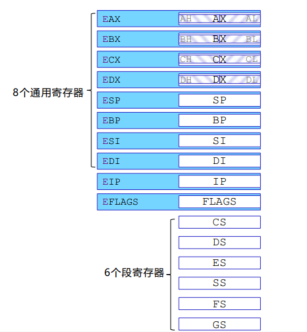 EAX AH AX AL
EBX BH BX BL
ECX CH CX CL
EDX DH DX DL
8个通用寄存器
ESP SP
EBP BP
ESI SI
EDI DI
EIP IP
EFLAGS FLAGS
CS
DS
ES
6个段寄存器
SS
FS
GS